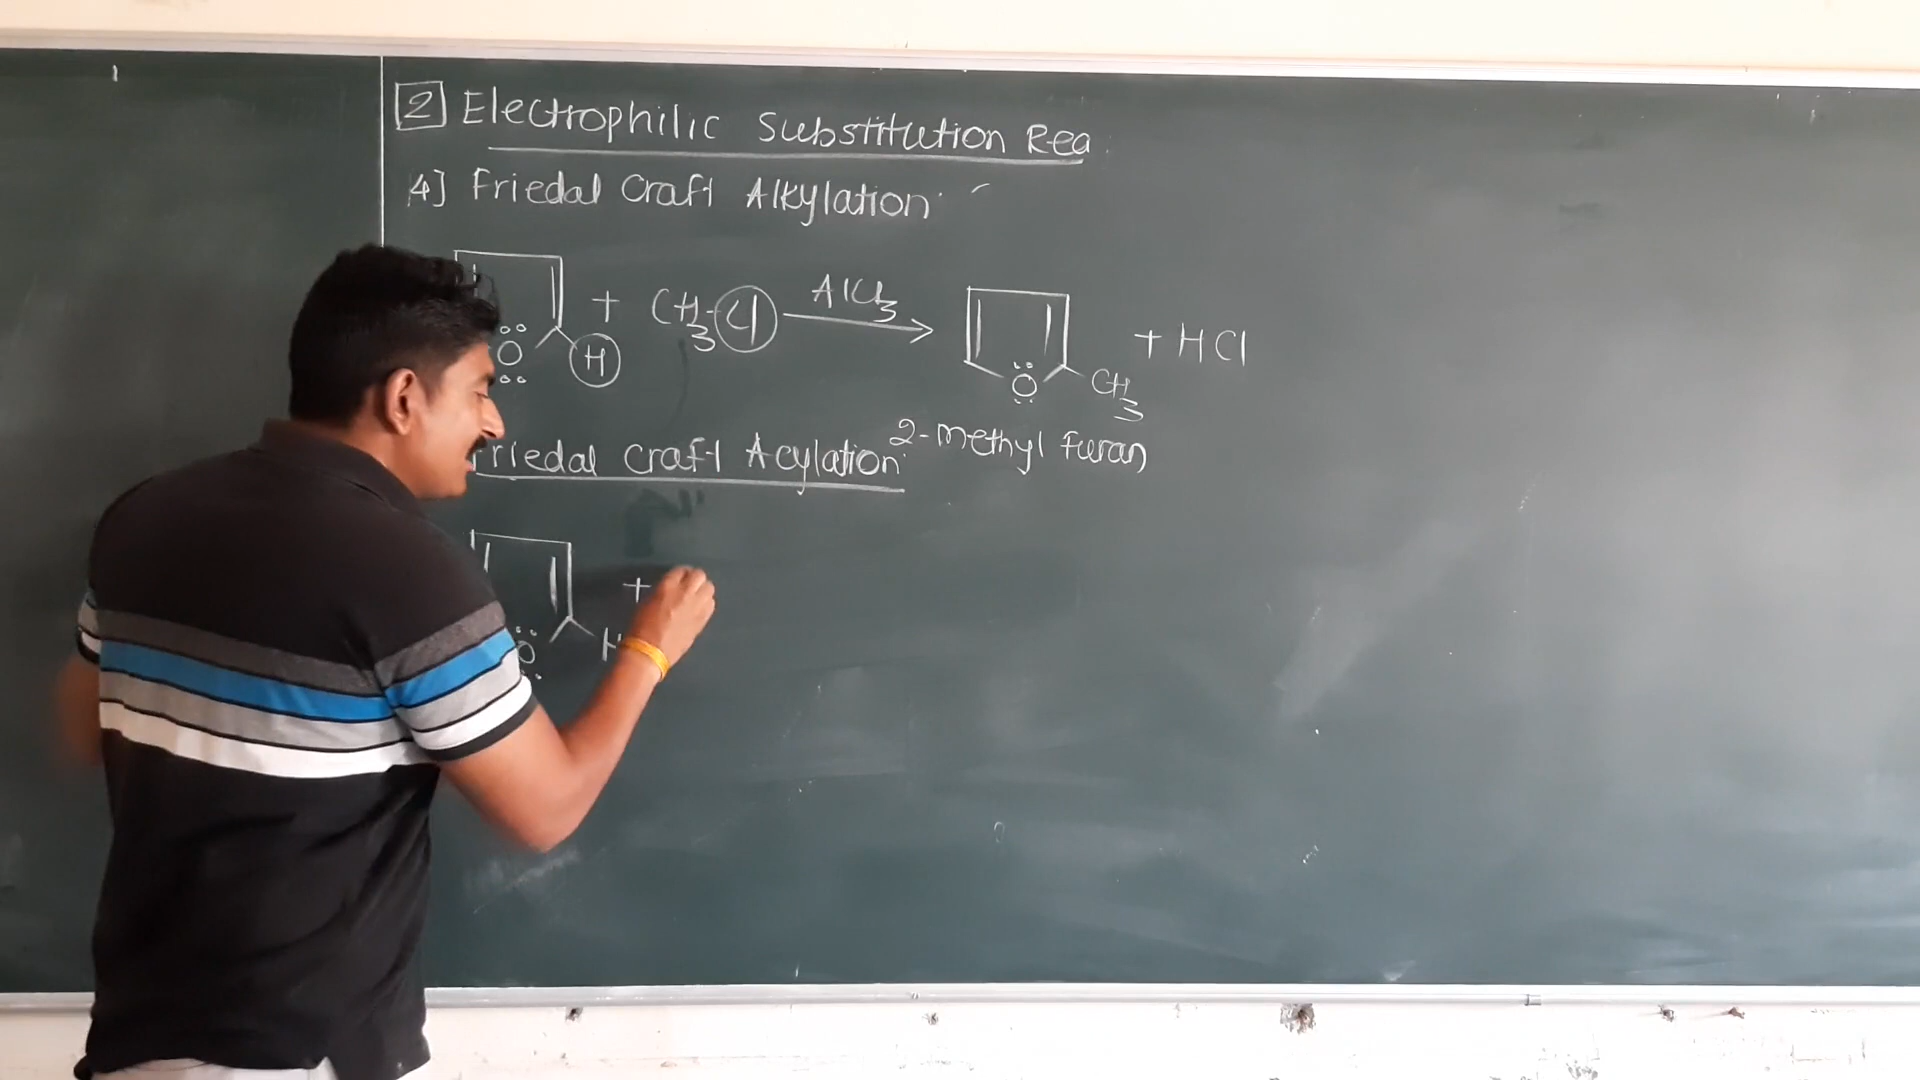 2 Electrophilic Substitution Rea.
4] Friedal Craft Alkylation.
O H + CH3-Cl AlCl3 → O CH3 + HCl
2-methyl furan
Friedal Craft Acylation.
O H +